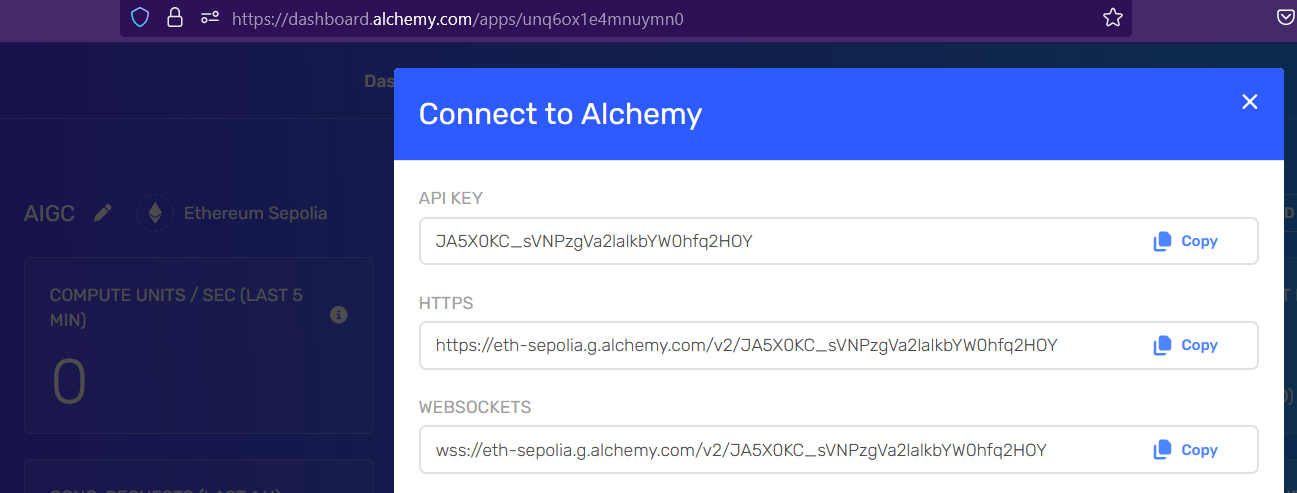 https://dashboard.alchemy.com/apps/unq6ox1e4mnuymn0
Connect to Alchemy
AIGC
Ethereum Sepolia
COMPUTE UNITS / SEC (LAST 5
MIN)
0
API KEY
JA5X0KC_sVNPzgVa2lalkbYW0hfq2HOY
Copy
HTTPS
https://eth-sepolia.g.alchemy.com/v2/JA5X0KC_sVNPzgVa2lalkbYW0hfq2HOY
Copy
WEBSOCKETS
wss://eth-sepolia.g.alchemy.com/v2/JA5X0KC_sVNPzgVa2lalkbYW0hfq2HOY
Copy